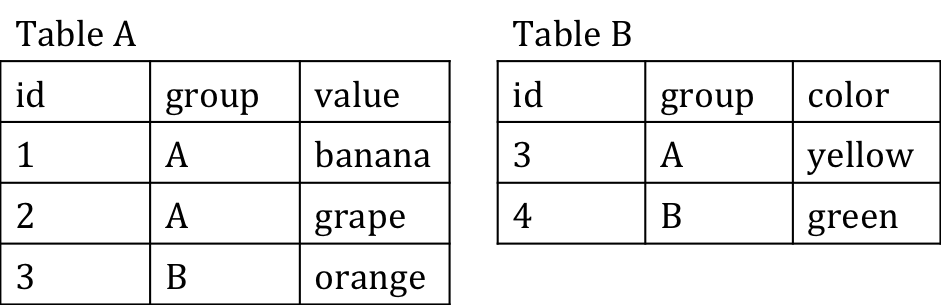 Table A
id group value
1 A banana
2 A grape
3 B orange
Table B
id group color
3 A yellow
4 B green